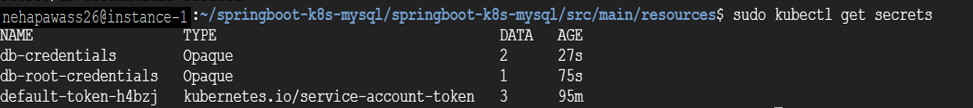 nehapawass26@instance-1:~/springboot-k8s-mysql/springboot-k8s-mysql/src/main/resources$ sudo kubectl get secrets
NAME TYPE DATA AGE
db-credentials Opaque 2 27s
db-root-credentials Opaque 1 75s
default-token-h4bzj kubernetes.io/service-account-token 3 95m